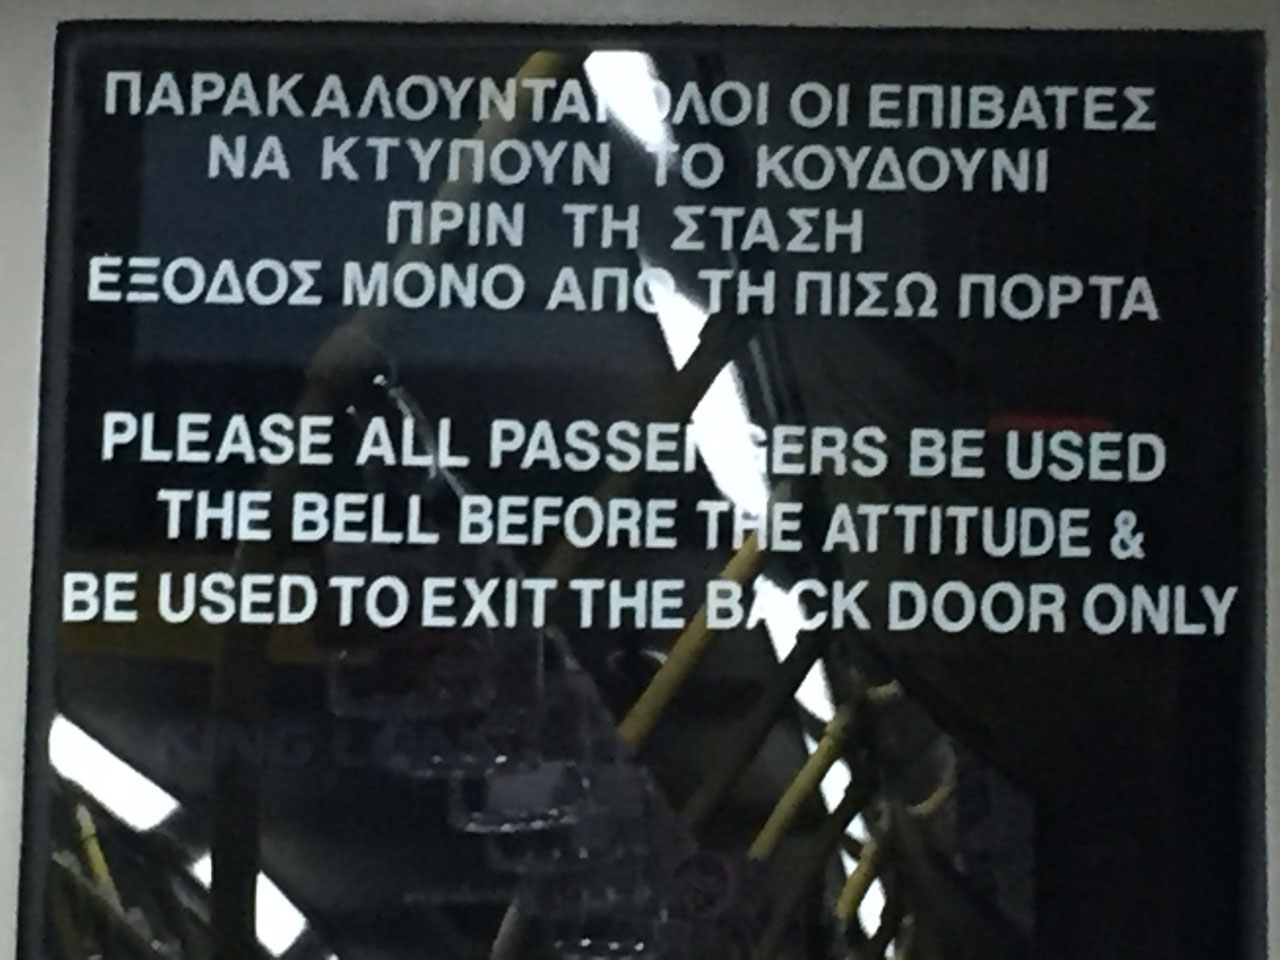 ΠΑΡΑΚΑΛΟΥΝΤΑΙ ΟΛΟΙ ΟΙ ΕΠΙΒΑΤΕΣ
ΝΑ ΚΤΥΠΟΥΝ ΤΟ ΚΟΥΔΟΥΝΙ
ΠΡΙΝ ΤΗ ΣΤΑΣΗ
ΕΞΟΔΟΣ ΜΟΝΟ ΑΠΟ ΤΗ ΠΙΣΩ ΠΟΡΤΑ
PLEASE ALL PASSENGERS BE USED
THE BELL BEFORE THE ATTITUDE &
BE USED TO EXIT THE BACK DOOR ONLY